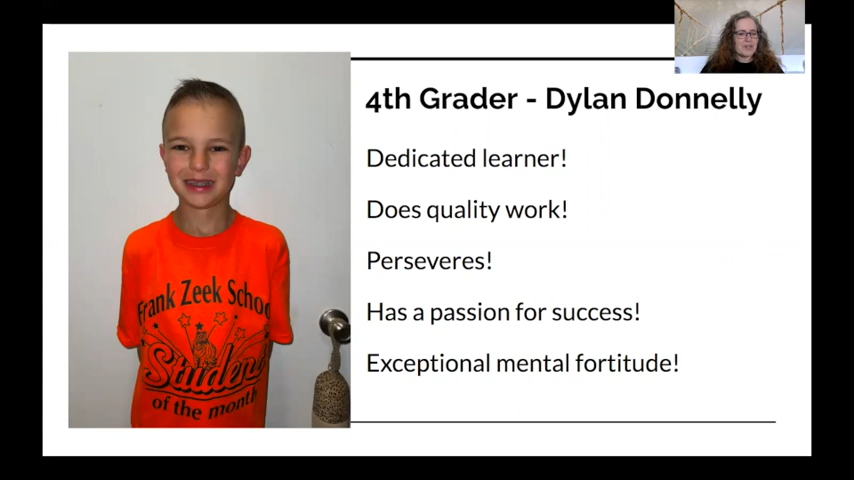 4th Grader - Dylan Donnelly
Dedicated learner!
Does quality work!
Perseveres!
Has a passion for success!
Exceptional mental fortitude!
Frank Zeek School
Student
of the month